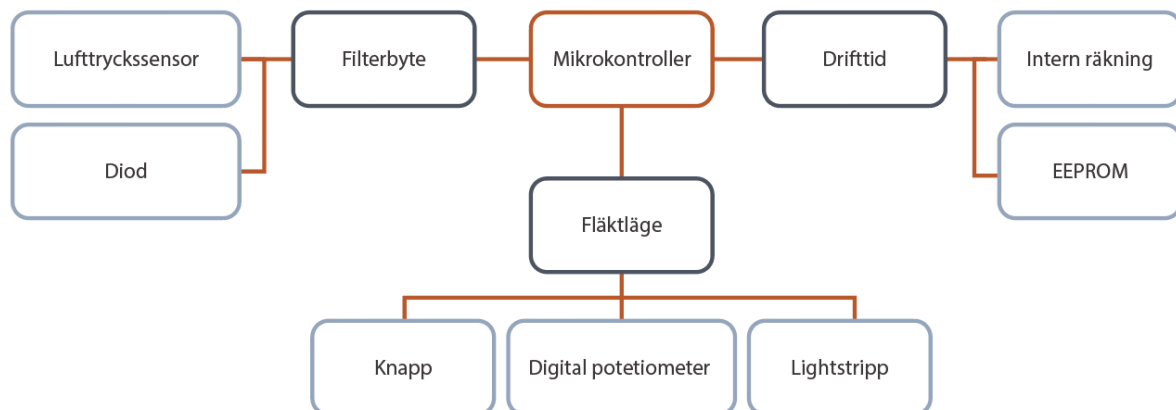 Lufttryckssensor
Filterbyte
Mikrokontroller
Drifttid
Intern räkning
Diod
EEPROM
Fläktläge
Knapp
Digital potetiometer
Lightstripp